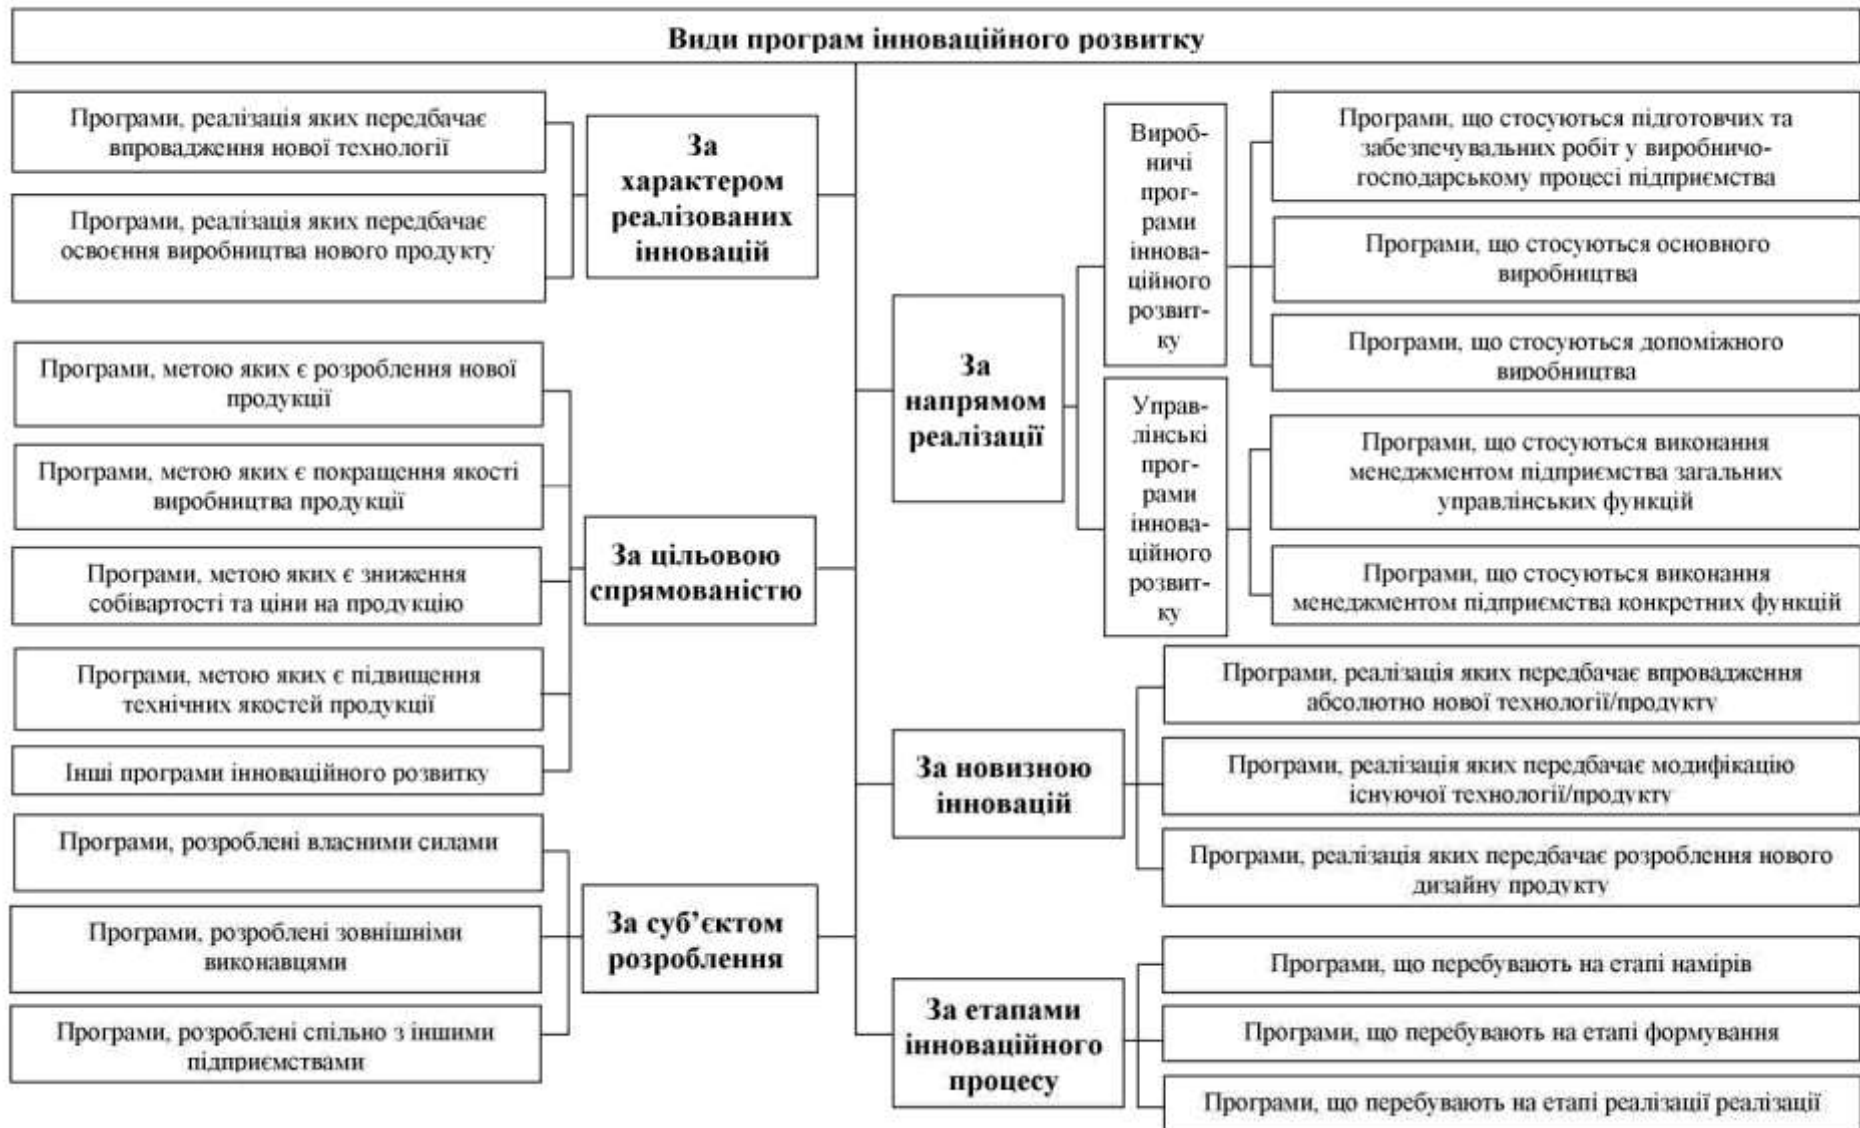 Види програм інноваційного розвитку
Програми, реалізація яких передбачає
впровадження нової технології
Програми, реалізація яких передбачає
освоєння виробництва нового продукту
За
характером
реалізованих
інновацій
Програми, метою яких є розроблення нової
продукції
Програми, метою яких є покращення якості
виробництва продукції
Програми, метою яких є зниження
собівартості та ціни на продукцію
Програми, метою яких є підвищення
технічних якостей продукції
Інші програми інноваційного розвитку
За цільовою
спрямованістю
Програми, розроблені власними силами
Програми, розроблені зовнішніми
виконавцями
Програми, розроблені спільно з іншими
підприємствами
За суб’єктом
розроблення
За
напрямом
реалізації
Вироб-
ничі
прог-
рами
іннова-
ційного
розвит-
ку
Програми, що стосуються підготовчих та
забезпечувальних робіт у виробничо-
господарському процесі підприємства
Програми, що стосуються основного
виробництва
Програми, що стосуються допоміжного
виробництва
Управ-
лінські
прог-
рами
іннова-
ційного
розвит-
ку
Програми, що стосуються виконання
менеджментом підприємства загальних
управлінських функцій
Програми, що стосуються виконання
менеджментом підприємства конкретних функцій
За новизною
інновацій
Програми, реалізація яких передбачає впровадження
абсолютно нової технології/продукту
Програми, реалізація яких передбачає модифікацію
існуючої технології/продукту
Програми, реалізація яких передбачає розроблення нового
дизайну продукту
За етапами
інноваційного
процесу
Програми, що перебувають на етапі намірів
Програми, що перебувають на етапі формування
Програми, що перебувають на етапі реалізації реалізації